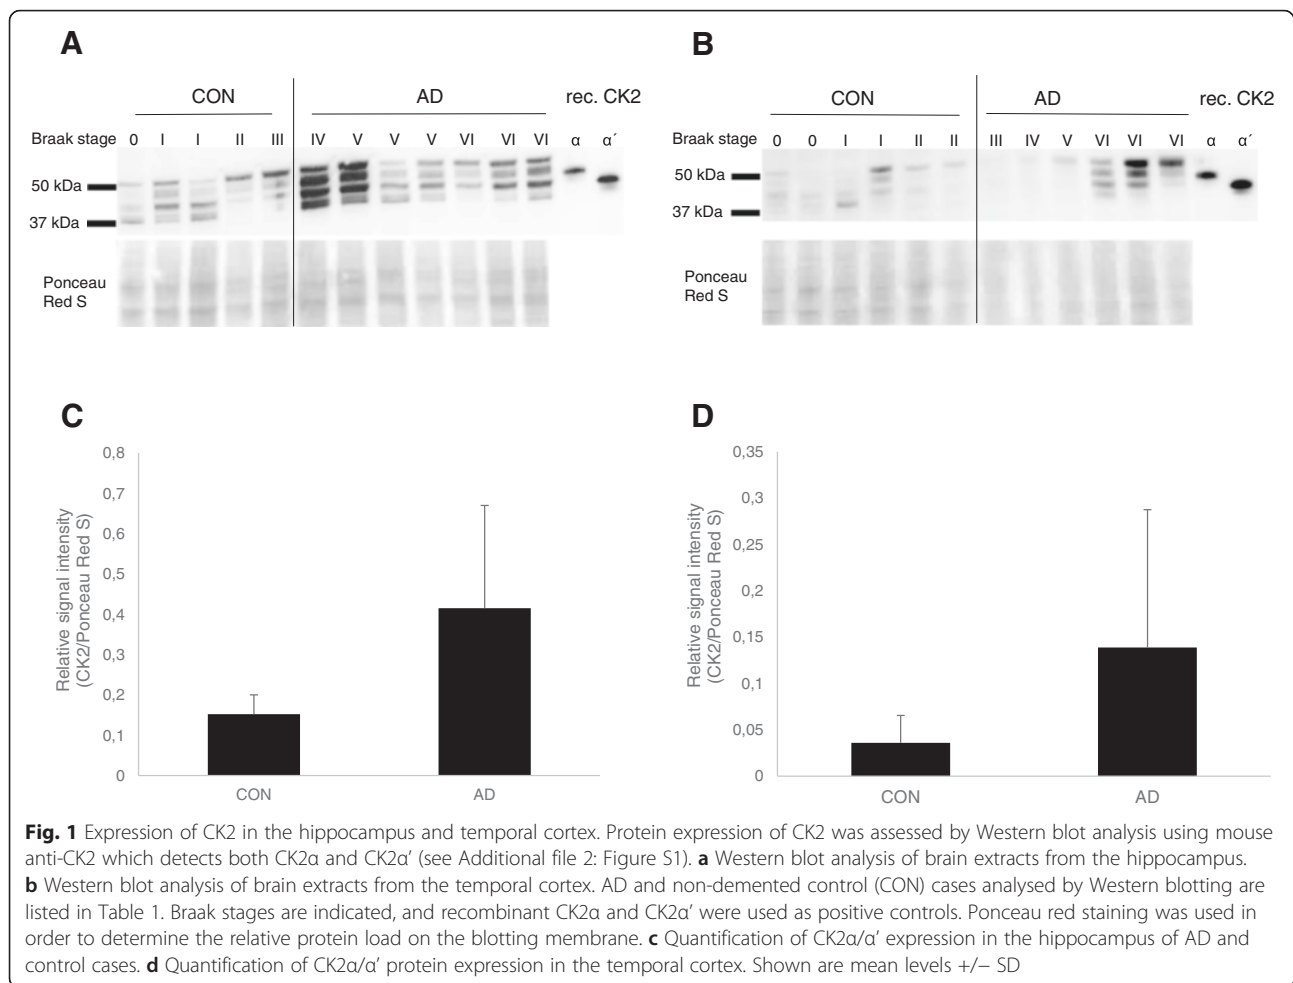 A
CON
AD
rec. CK2
Braak stage 0 I I II III IV V V V VI VI VI α α´
50 kDa
37 kDa
Ponceau
Red S
B
CON
AD
rec. CK2
Braak stage 0 0 I I II II III IV V VI VI VI α α´
50 kDa
37 kDa
Ponceau
Red S
C
Relative signal intensity
(CK2/Ponceau Red S)
0,8
0,7
0,6
0,5
0,4
0,3
0,2
0,1
0
CON AD
D
Relative signal intensity
(CK2/Ponceau Red S)
0,35
0,3
0,25
0,2
0,15
0,1
0,05
0
CON AD
Fig. 1 Expression of CK2 in the hippocampus and temporal cortex. Protein expression of CK2 was assessed by Western blot analysis using mouse
anti-CK2 which detects both CK2α and CK2α’ (see Additional file 2: Figure S1). a Western blot analysis of brain extracts from the hippocampus.
b Western blot analysis of brain extracts from the temporal cortex. AD and non-demented control (CON) cases analysed by Western blotting are
listed in Table 1. Braak stages are indicated, and recombinant CK2α and CK2α’ were used as positive controls. Ponceau red staining was used in
order to determine the relative protein load on the blotting membrane. c Quantification of CK2α/α’ expression in the hippocampus of AD and
control cases. d Quantification of CK2α/α’ protein expression in the temporal cortex. Shown are mean levels +/− SD